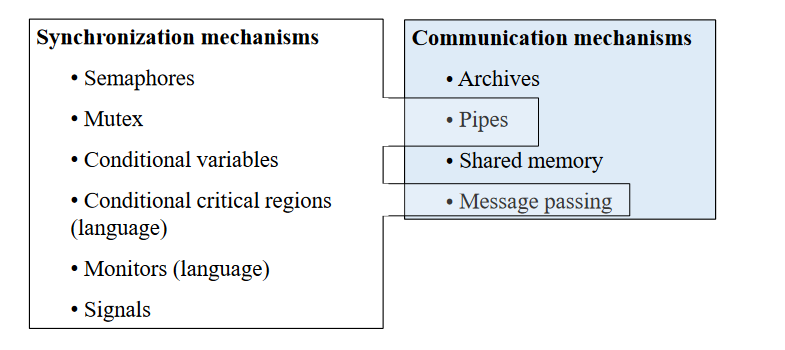 Synchronization mechanisms
• Semaphores
• Mutex
• Conditional variables
• Conditional critical regions
(language)
• Monitors (language)
• Signals
Communication mechanisms
• Archives
• Pipes
• Shared memory
• Message passing